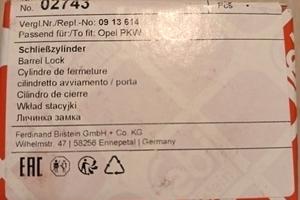 No. 02743
PCS
Vergl.Nr./Repl.-No: 09 13 614
Passend für/To fit: Opel PKW
Schließzylinder
Barrel Lock
Cylindre de fermeture
cilindretto avviamento / porta
Cilindro de cierre
Wkład stacyjki
Личинка замка
Ferdinand Bilstein GmbH + Co. KG
Wilhelmstr. 47 | 58256 Ennepetal | Germany
EAC